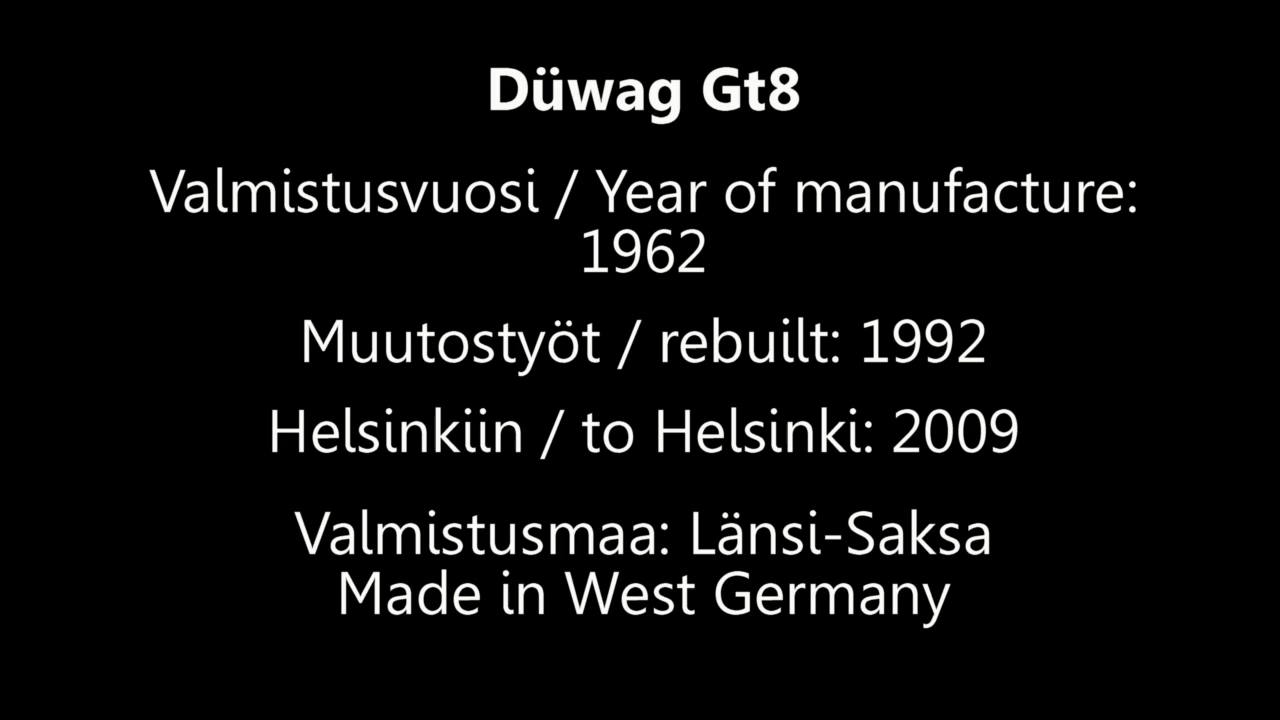 Düwag Gt8
Valmistusvuosi / Year of manufacture:
1962
Muutostyöt / rebuilt: 1992
Helsinkiin / to Helsinki: 2009
Valmistusmaa: Länsi-Saksa
Made in West Germany